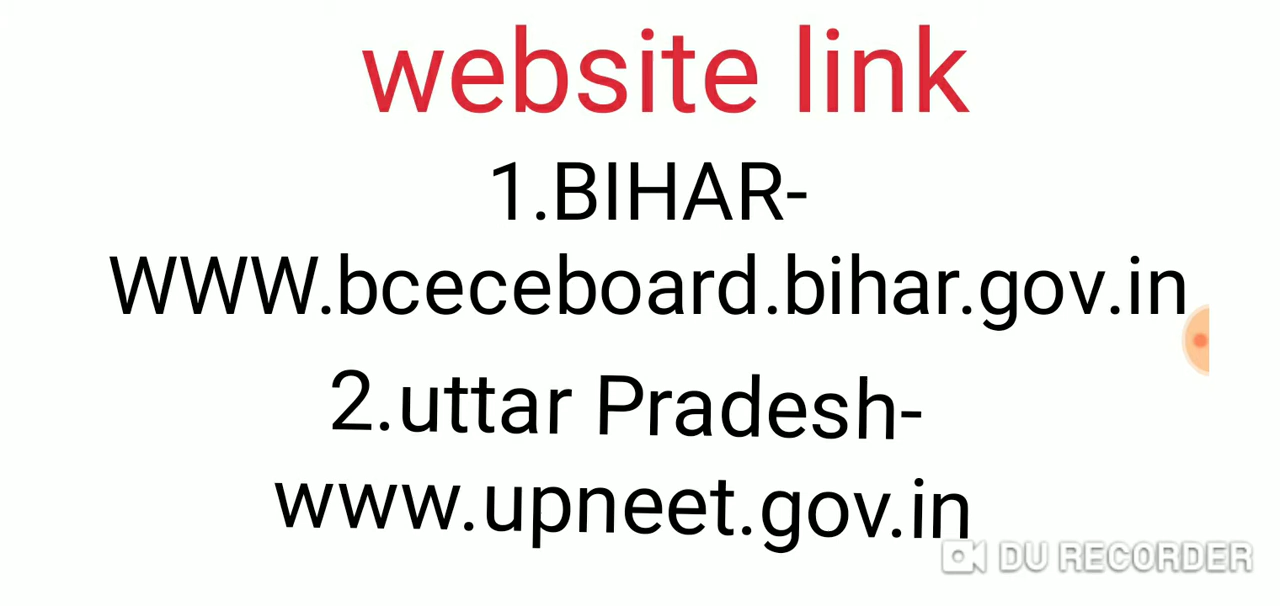 website link
1.BIHAR-
WWW.bceceboard.bihar.gov.in
2.uttar Pradesh-
www.upneet.gov.in
DU RECORDER